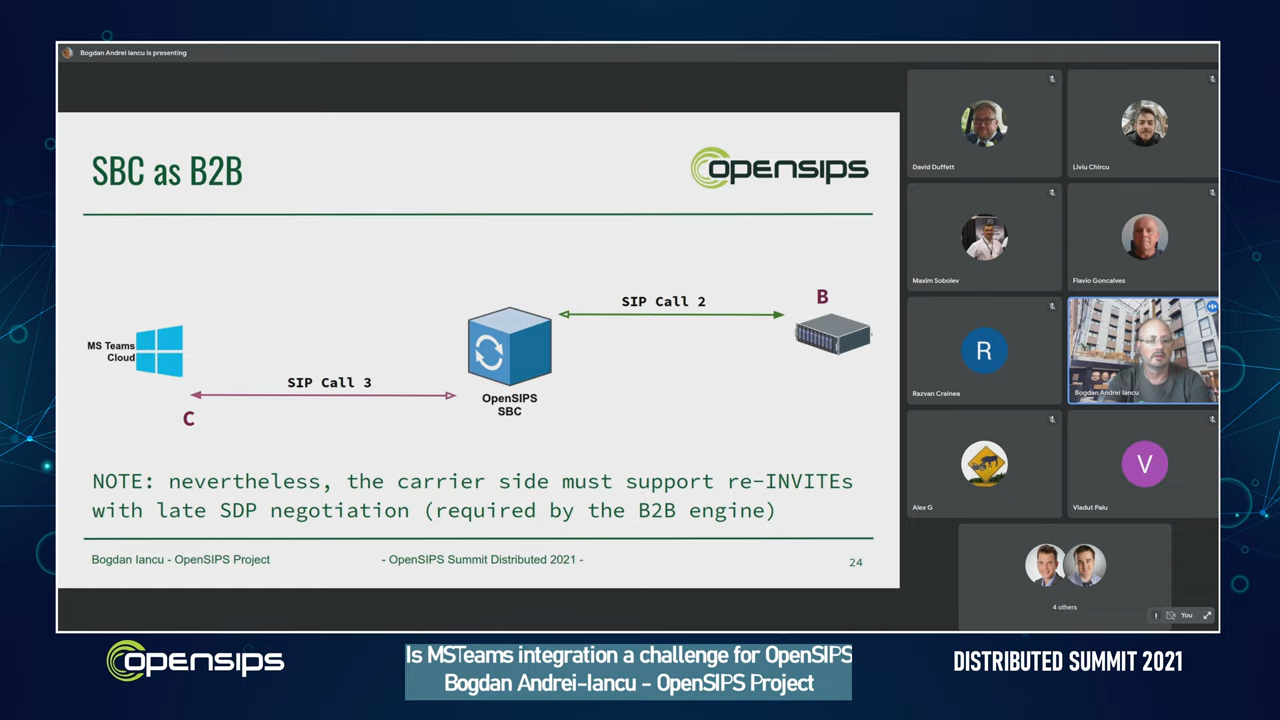 Bogdan Andrei Iancu is presenting
SBC as B2B
OPENSIPS
SIP Call 2
B
MS Teams
Cloud
SIP Call 3
C
OpenSIPS
SBC
NOTE: nevertheless, the carrier side must support re-INVITEs
with late SDP negotiation (required by the B2B engine)
Bogdan Iancu - OpenSIPS Project
- OpenSIPS Summit Distributed 2021 -
24
David Duffett
Liviu Chircu
Maxim Sobolev
Flavio Goncalves
R
Razvan Crainea
Bogdan Andrei Iancu
Alex G
V
Vladut Palu
4 others
You
OPENSIPS
Is MSTeams integration a challenge for OpenSIPS
Bogdan Andrei-Iancu - OpenSIPS Project
DISTRIBUTED SUMMIT 2021